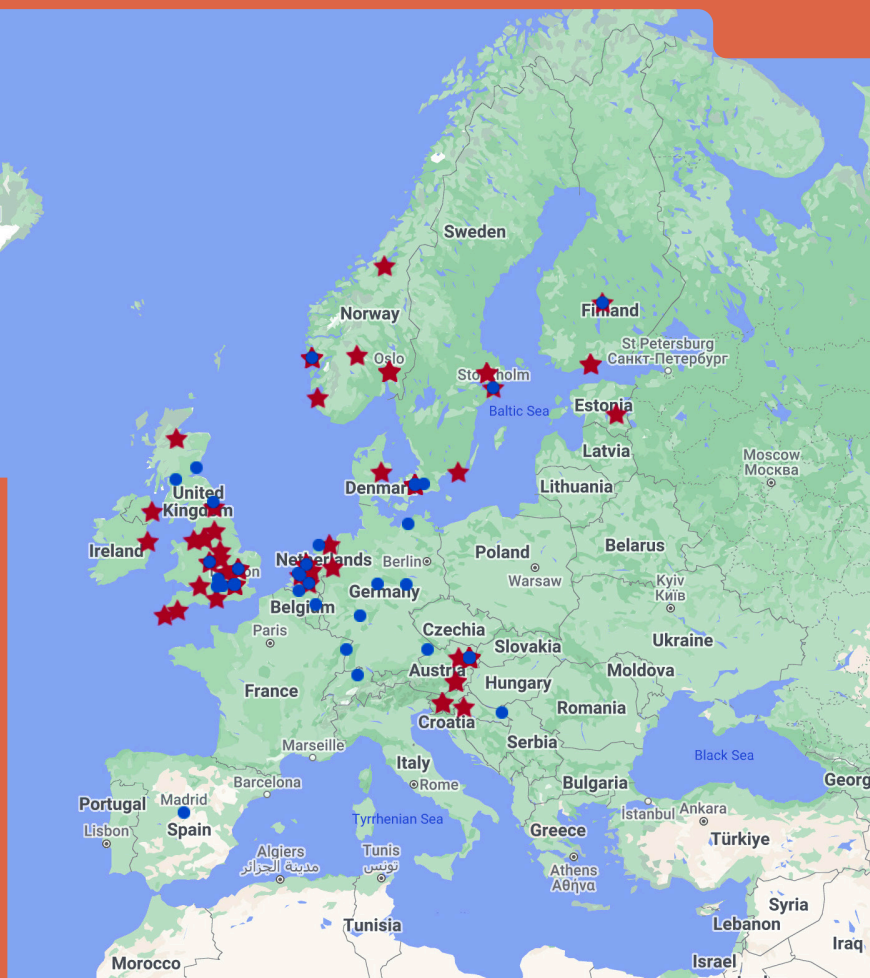 Sweden
Norway
Finland
Oslo
St Petersburg
Санкт-Петербург
Stockholm
Baltic Sea
Estonia
Latvia
Moscow
Москва
Denmark
Lithuania
United
Kingdom
Ireland
Netherlands
Berlin
Poland
Belarus
Warsaw
Germany
Kyiv
Київ
Belgium
Paris
Czechia
Slovakia
Ukraine
Austria
Hungary
Moldova
France
Romania
Croatia
Serbia
Marseille
Black Sea
Italy
Barcelona
Rome
Bulgaria
Georg
Portugal
Madrid
İstanbul
Ankara
Lisbon
Spain
Tyrrhenian Sea
Greece
Türkiye
Algiers
مدينة الجزائر
Tunis
تونس
Athens
Αθήνα
Syria
Tunisia
Lebanon
Iraq
Morocco
Israel